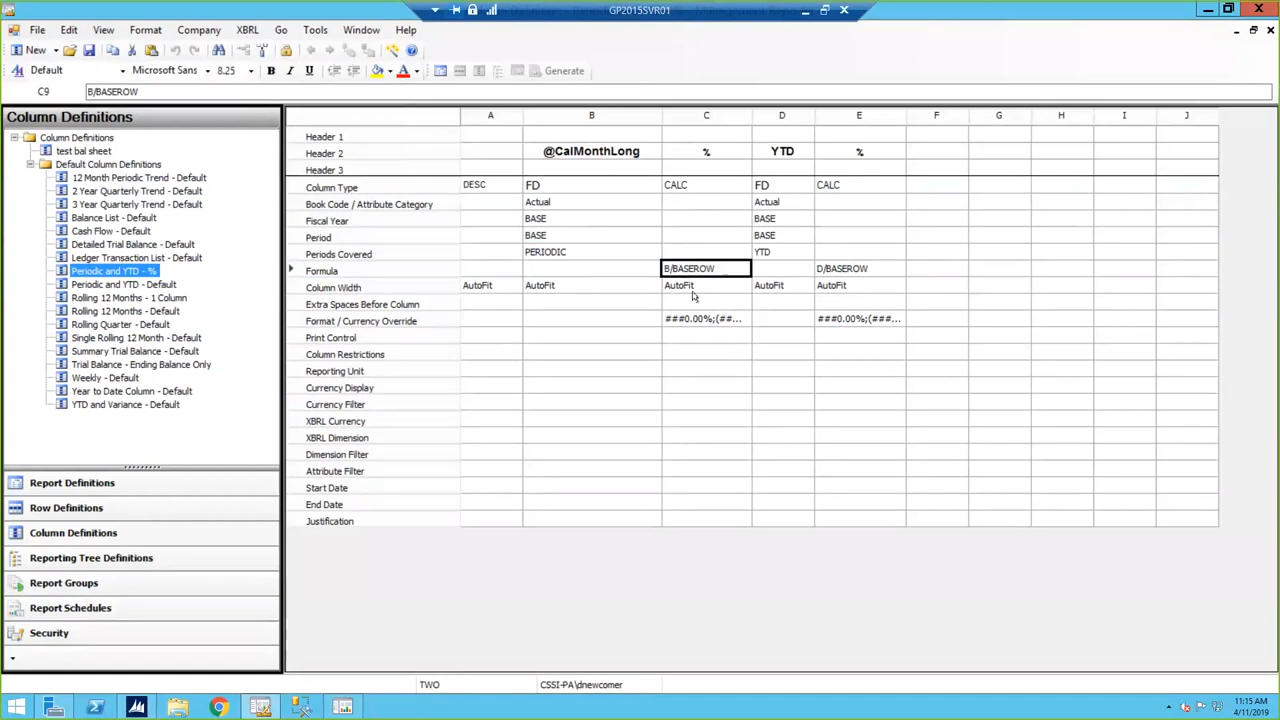 GP2015SVR01
File Edit View Format Company XBRL Go Tools Window Help
New
Default Microsoft Sans 8.25 B I U A Generate
C9 B/BASEROW
Column Definitions
Column Definitions
test bal sheet
Default Column Definitions
12 Month Periodic Trend - Default
2 Year Quarterly Trend - Default
3 Year Quarterly Trend - Default
Balance List - Default
Cash Flow - Default
Detailed Trial Balance - Default
Ledger Transaction List - Default
Periodic and YTD - %
Periodic and YTD - Default
Rolling 12 Months - 1 Column
Rolling 12 Months - Default
Rolling Quarter - Default
Single Rolling 12 Month - Default
Summary Trial Balance - Default
Trial Balance - Ending Balance Only
Weekly - Default
Year to Date Column - Default
YTD and Variance - Default
Report Definitions
Row Definitions
Column Definitions
Reporting Tree Definitions
Report Groups
Report Schedules
Security
A B C D E F G H I J
Header 1
Header 2 @CalMonthLong % YTD %
Header 3
Column Type DESC FD CALC FD CALC
Book Code / Attribute Category Actual Actual
Fiscal Year BASE BASE
Period BASE BASE
Periods Covered PERIODIC YTD
Formula B/BASEROW D/BASEROW
Column Width AutoFit AutoFit AutoFit AutoFit AutoFit
Extra Spaces Before Column
Format / Currency Override ###0.00%;(##... ###0.00%;(###...
Print Control
Column Restrictions
Reporting Unit
Currency Display
Currency Filter
XBRL Currency
XBRL Dimension
Dimension Filter
Attribute Filter
Start Date
End Date
Justification
TWO CSSI-PA\dnewcomer
11:15 AM
4/11/2019